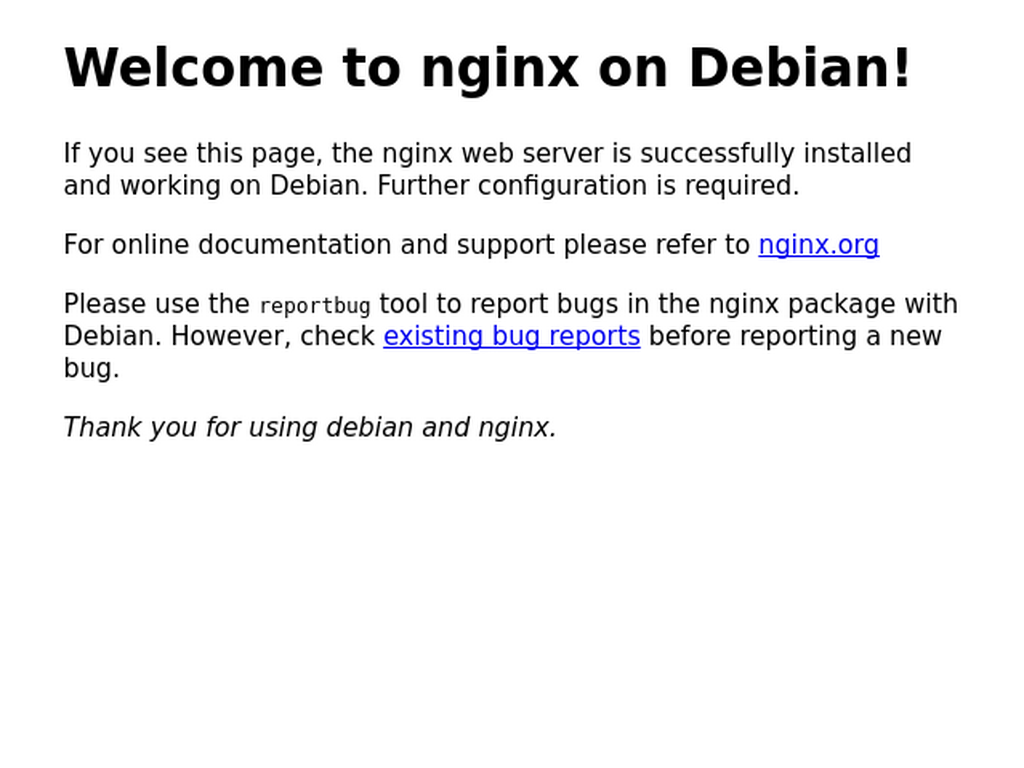 Welcome to nginx on Debian!
If you see this page, the nginx web server is successfully installed
and working on Debian. Further configuration is required.
For online documentation and support please refer to nginx.org
Please use the reportbug tool to report bugs in the nginx package with
Debian. However, check existing bug reports before reporting a new
bug.
Thank you for using debian and nginx.